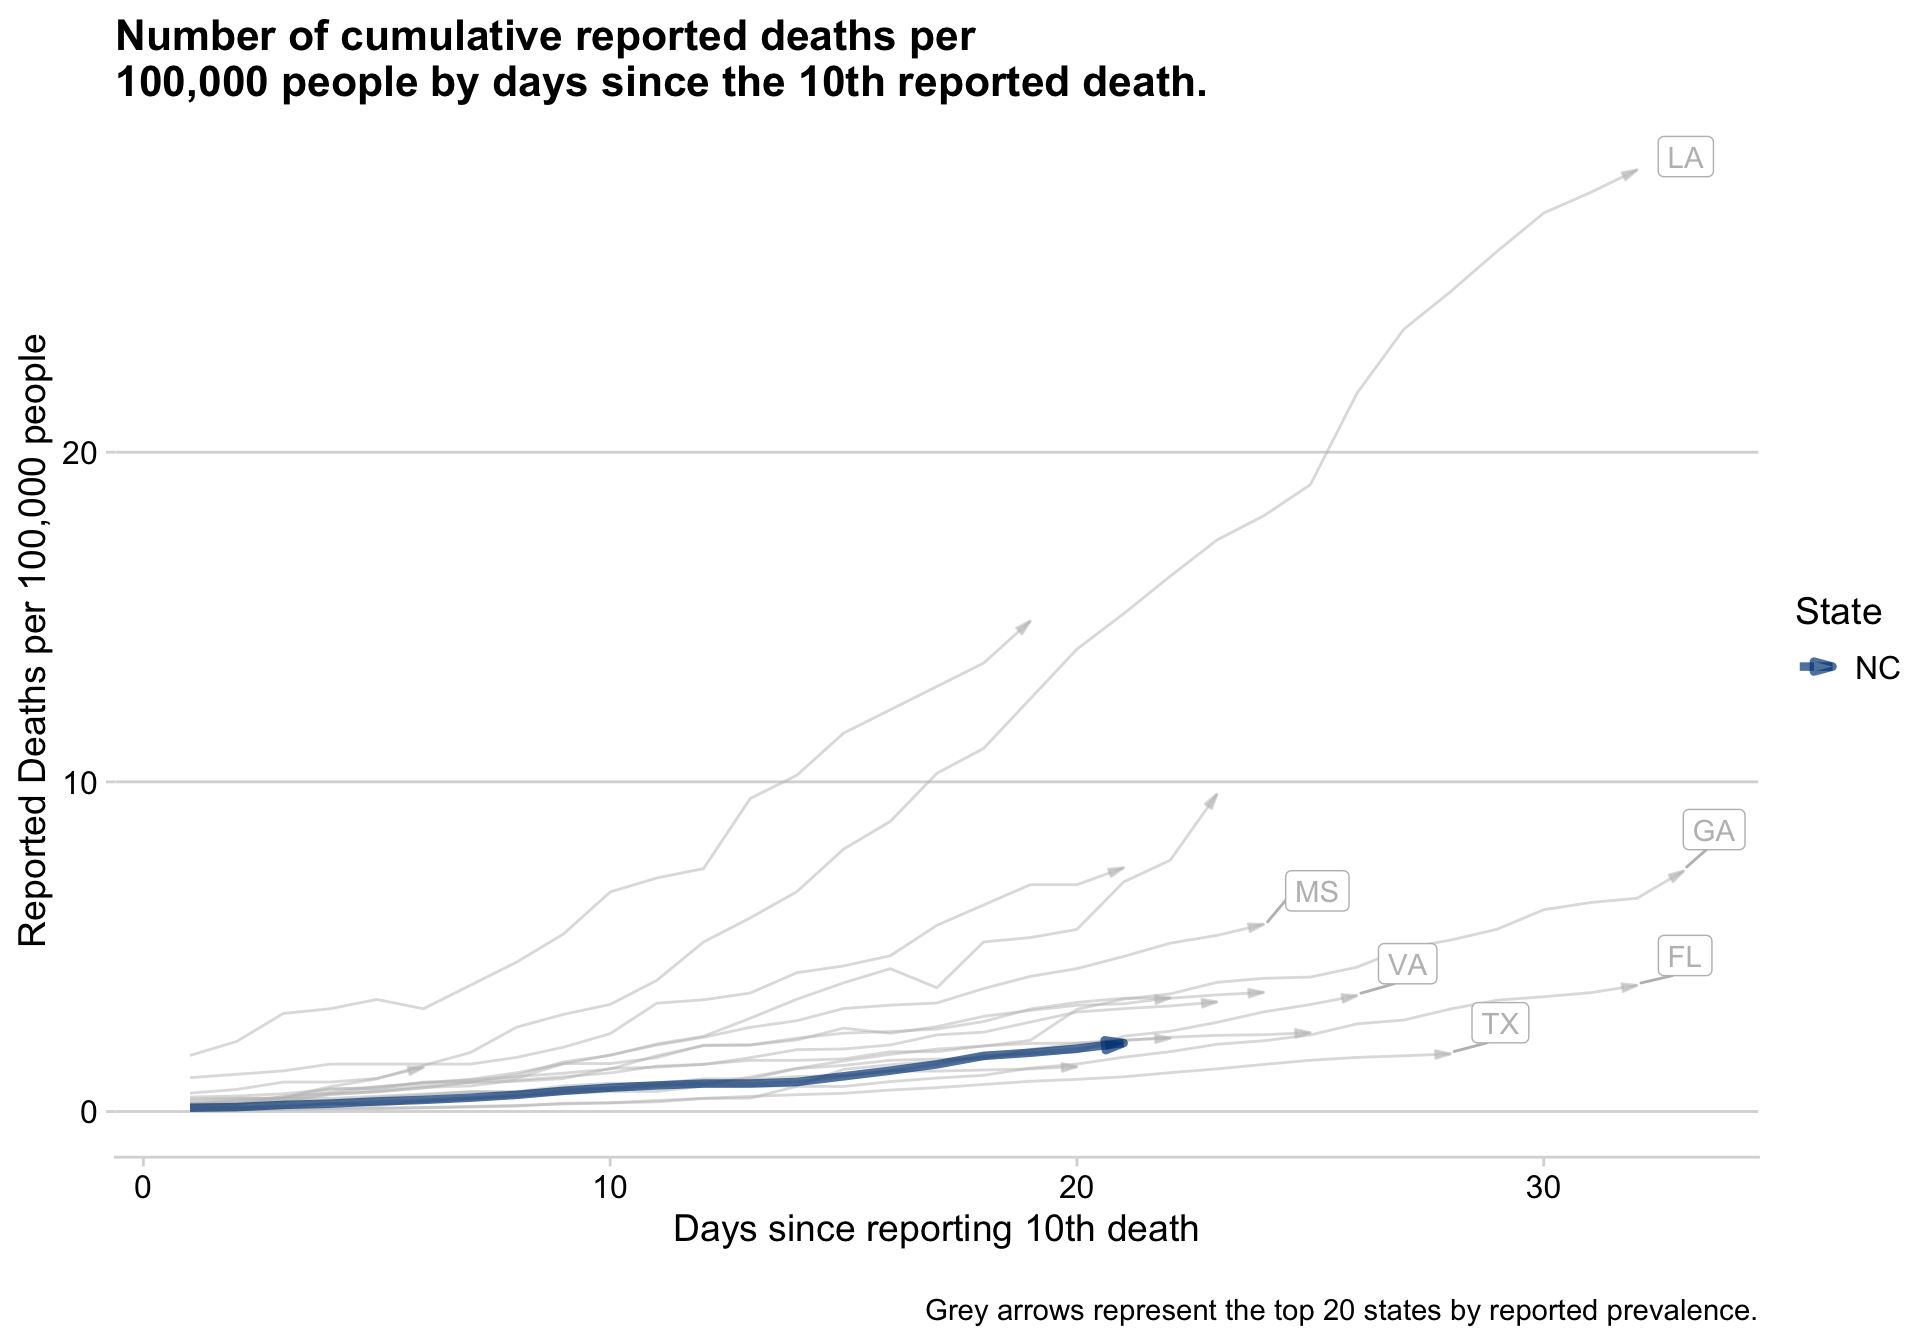 Number of cumulative reported deaths per
100,000 people by days since the 10th reported death.
LA
Reported Deaths per 100,000 people
20
State
NC
10
GA
MS
FL
VA
TX
0
0 10 20 30
Days since reporting 10th death
Grey arrows represent the top 20 states by reported prevalence.